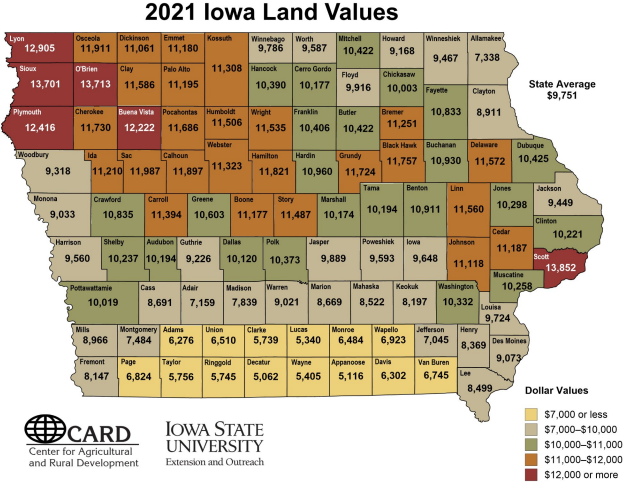 2021 Iowa Land Values
Lyon
12,905
Osceola
11,911
Dickinson
11,061
Emmet
11,180
Kossuth
11,308
Winnebago
9,786
Worth
9,587
Mitchell
10,422
Howard
9,168
Winneshiek
9,467
Allamakee
7,338
Sioux
13,701
O'Brien
13,713
Clay
11,586
Palo Alto
11,195
Hancock
10,390
Cerro Gordo
10,177
Floyd
9,916
Chickasaw
10,003
State Average
$9,751
Plymouth
12,416
Cherokee
11,730
Buena Vista
12,222
Pocahontas
11,686
Humboldt
11,506
Wright
11,535
Franklin
10,406
Butler
10,422
Bremer
11,251
Fayette
10,833
Clayton
8,911
Woodbury
9,318
Ida
11,210
Sac
11,987
Calhoun
11,897
Webster
11,323
Hamilton
11,821
Hardin
10,960
Grundy
11,724
Black Hawk
11,757
Buchanan
10,930
Delaware
11,572
Dubuque
10,425
Monona
9,033
Crawford
10,835
Carroll
11,394
Greene
10,603
Boone
11,177
Story
11,487
Marshall
10,174
Tama
10,194
Benton
10,911
Linn
11,560
Jones
10,298
Jackson
9,449
Clinton
10,221
Harrison
9,560
Shelby
10,237
Audubon
10,194
Guthrie
9,226
Dallas
10,120
Polk
10,373
Jasper
9,889
Poweshiek
9,593
Iowa
9,648
Johnson
11,118
Cedar
11,187
Scott
13,852
Muscatine
10,258
Pottawattamie
10,019
Cass
8,691
Adair
7,159
Madison
7,839
Warren
9,021
Marion
8,669
Mahaska
8,522
Keokuk
8,197
Washington
10,332
Louisa
9,724
Mills
8,966
Montgomery
7,484
Adams
6,276
Union
6,510
Clarke
5,739
Lucas
5,340
Monroe
6,484
Wapello
6,923
Jefferson
7,045
Henry
8,369
Des Moines
9,073
Fremont
8,147
Page
6,824
Taylor
5,756
Ringgold
5,745
Decatur
5,062
Wayne
5,405
Appanoose
5,116
Davis
6,302
Van Buren
6,745
Lee
8,499
Dollar Values
$7,000 or less
$7,000–$10,000
$10,000–$11,000
$11,000–$12,000
$12,000 or more
CARD
Center for Agricultural
and Rural Development
IOWA STATE
UNIVERSITY
Extension and Outreach